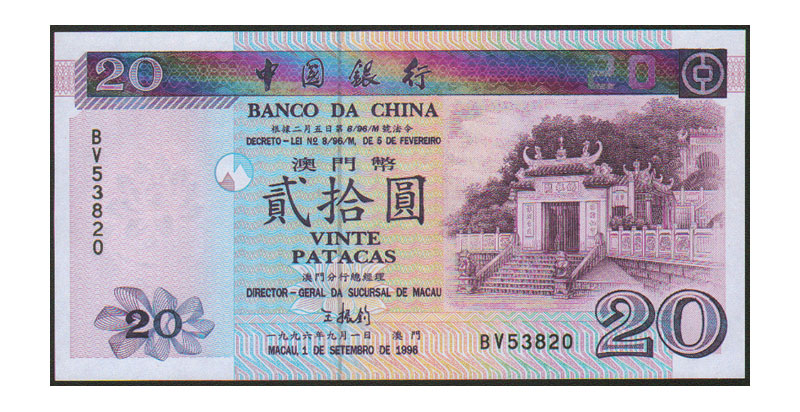 20 中國銀行 20
BANCO DA CHINA
根據二月五日第 8/96/M 號法令
DECRETO-LEI Nº 8/96/M, DE 5 DE FEVEREIRO
BV53820
澳門幣
貳拾圓
VINTE
PATACAS
澳門分行總經理
DIRECTOR-GERAL DA SUCURSAL DE MACAU
20
一九九六年九月一日 澳門
MACAU, 1 DE SETEMBRO DE 1996
BV53820
20